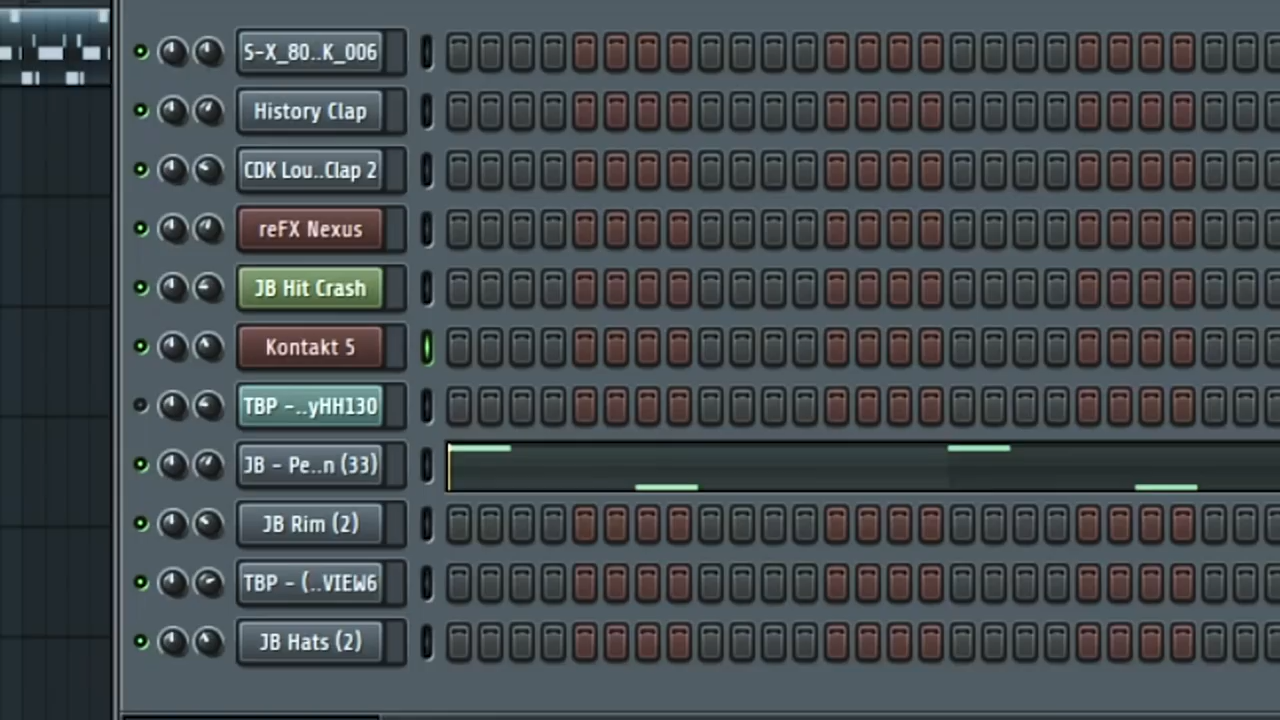 S-X_80..K_006
History Clap
CDK Lou..Clap 2
reFX Nexus
JB Hit Crash
Kontakt 5
TBP -..yHH130
JB - Pe..n (33)
JB Rim (2)
TBP - (..VIEW6
JB Hats (2)